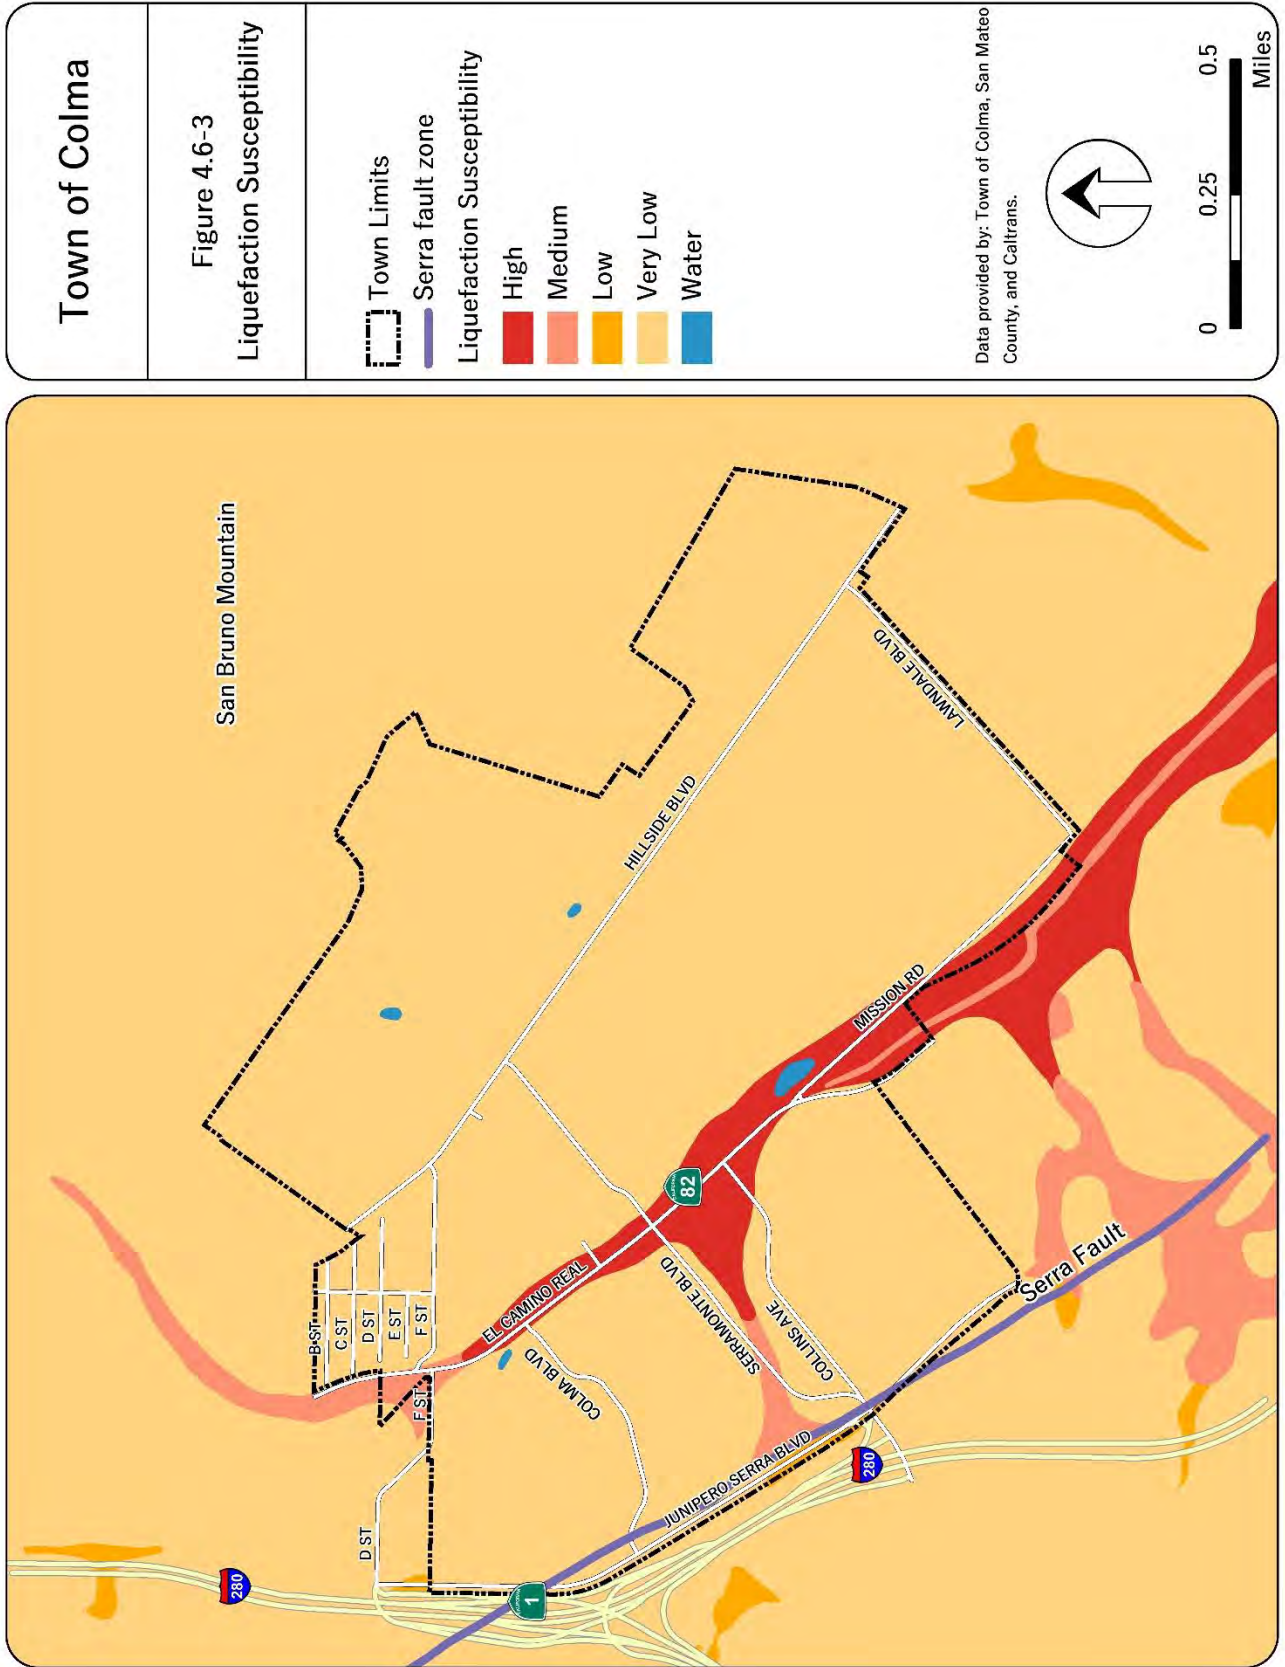 Town of Colma
Figure 4.6-3
Liquefaction Susceptibility
Town Limits
Serra fault zone
Liquefaction Susceptibility
High
Medium
Low
Very Low
Water
Data provided by: Town of Colma, San Mateo
County, and Caltrans.
0 0.25 0.5
Miles
San Bruno Mountain
B ST
C ST
D ST
E ST
F ST
F ST
D ST
280
1
EL CAMINO REAL
COLMA BLVD
HILLSIDE BLVD
SERRAMONTE BLVD
COLLINS AVE
JUNIPERO SERRA BLVD
CALIFORNIA
82
280
MISSION RD
LAWNDALE BLVD
Serra Fault